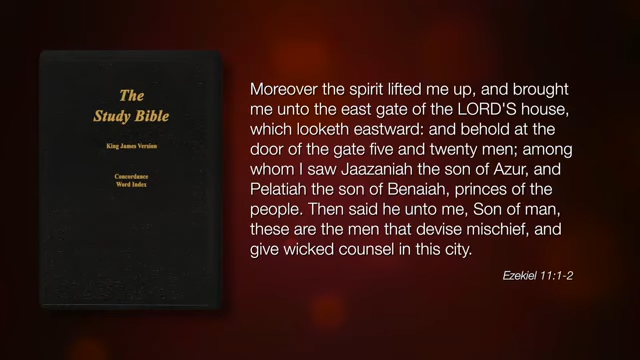 The
Study Bible
King James Version
Concordance
Word Index
Moreover the spirit lifted me up, and brought
me unto the east gate of the LORD'S house,
which looketh eastward: and behold at the
door of the gate five and twenty men; among
whom I saw Jaazaniah the son of Azur, and
Pelatiah the son of Benaiah, princes of the
people. Then said he unto me, Son of man,
these are the men that devise mischief, and
give wicked counsel in this city.
Ezekiel 11:1-2